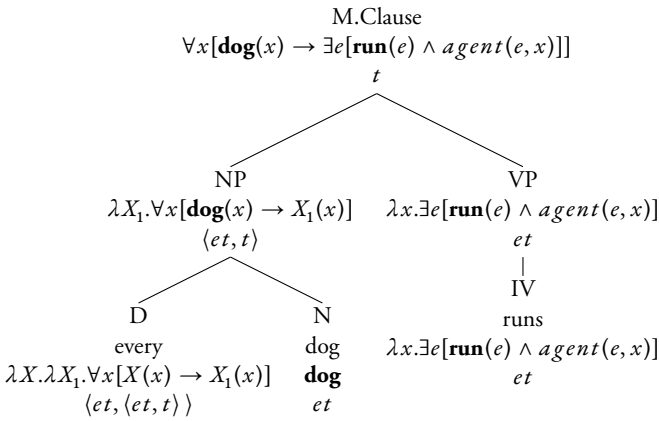 M.Clause
∀x[dog(x) → ∃e[run(e) ∧ agent(e, x)]]
t
NP VP
λX₁.∀x[dog(x) → X₁(x)] λx.∃e[run(e) ∧ agent(e, x)]
⟨et, t⟩ et
IV
D N runs
every dog λx.∃e[run(e) ∧ agent(e, x)]
λX.λX₁.∀x[X(x) → X₁(x)] dog et
⟨et, ⟨et, t⟩ ⟩ et